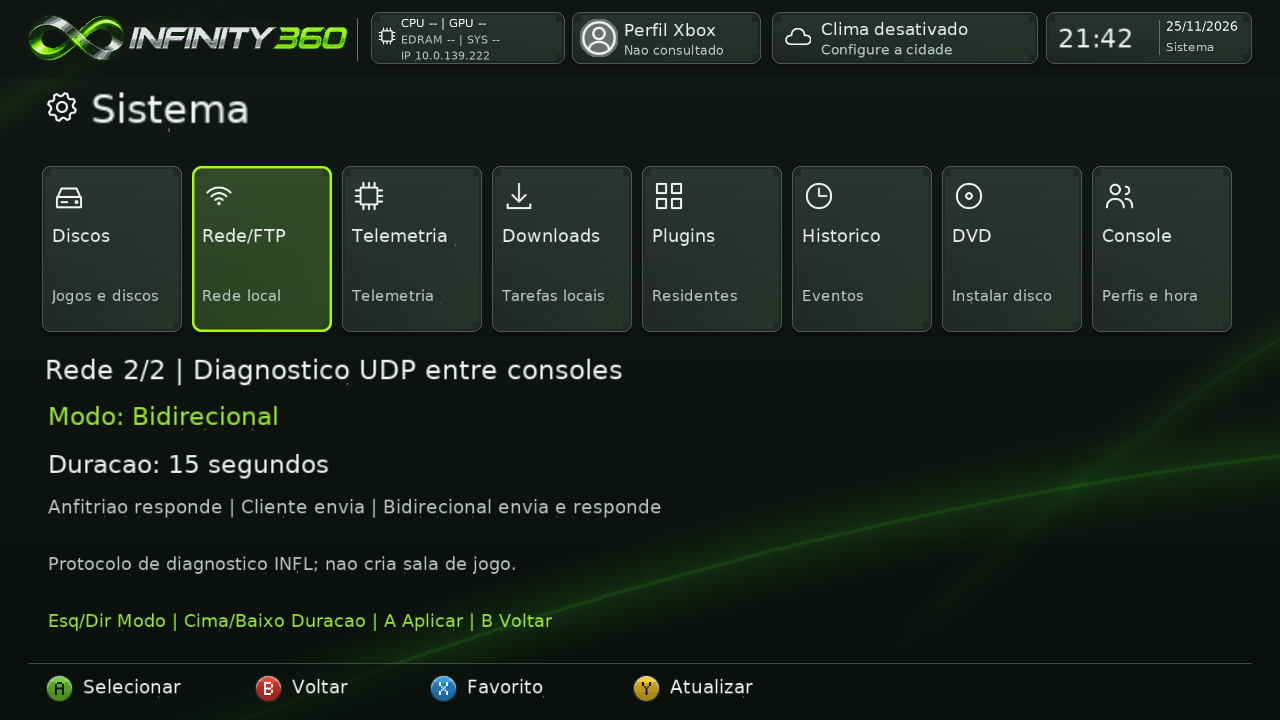 INFINITY 360
CPU -- | GPU --
EDRAM -- | SYS --
IP 10.0.139.222
Perfil Xbox
Nao consultado
Clima desativado
Configure a cidade
21:42
25/11/2026
Sistema
Sistema
Discos
Jogos e discos
Rede/FTP
Rede local
Telemetria
Telemetria
Downloads
Tarefas locais
Plugins
Residentes
Historico
Eventos
DVD
Instalar disco
Console
Perfis e hora
Rede 2/2 | Diagnostico UDP entre consoles
Modo: Bidirecional
Duracao: 15 segundos
Anfitriao responde | Cliente envia | Bidirecional envia e responde
Protocolo de diagnostico INFL; nao cria sala de jogo.
Esq/Dir Modo | Cima/Baixo Duracao | A Aplicar | B Voltar
A Selecionar
B Voltar
X Favorito
Y Atualizar